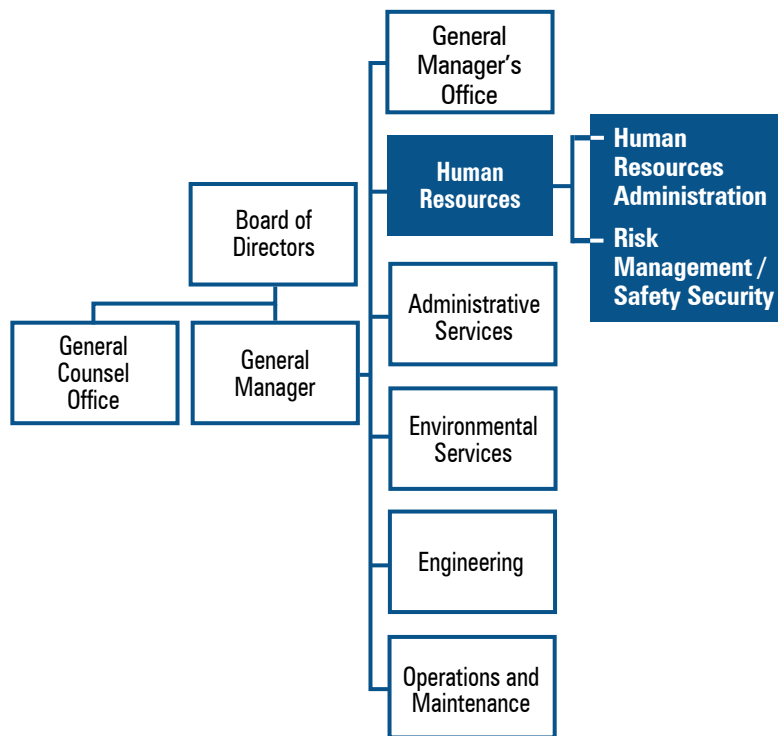 General
Manager’s
Office
Human
Resources
Human
Resources
Administration
Risk
Management /
Safety Security
Board of
Directors
General
Counsel
Office
General
Manager
Administrative
Services
Environmental
Services
Engineering
Operations and
Maintenance